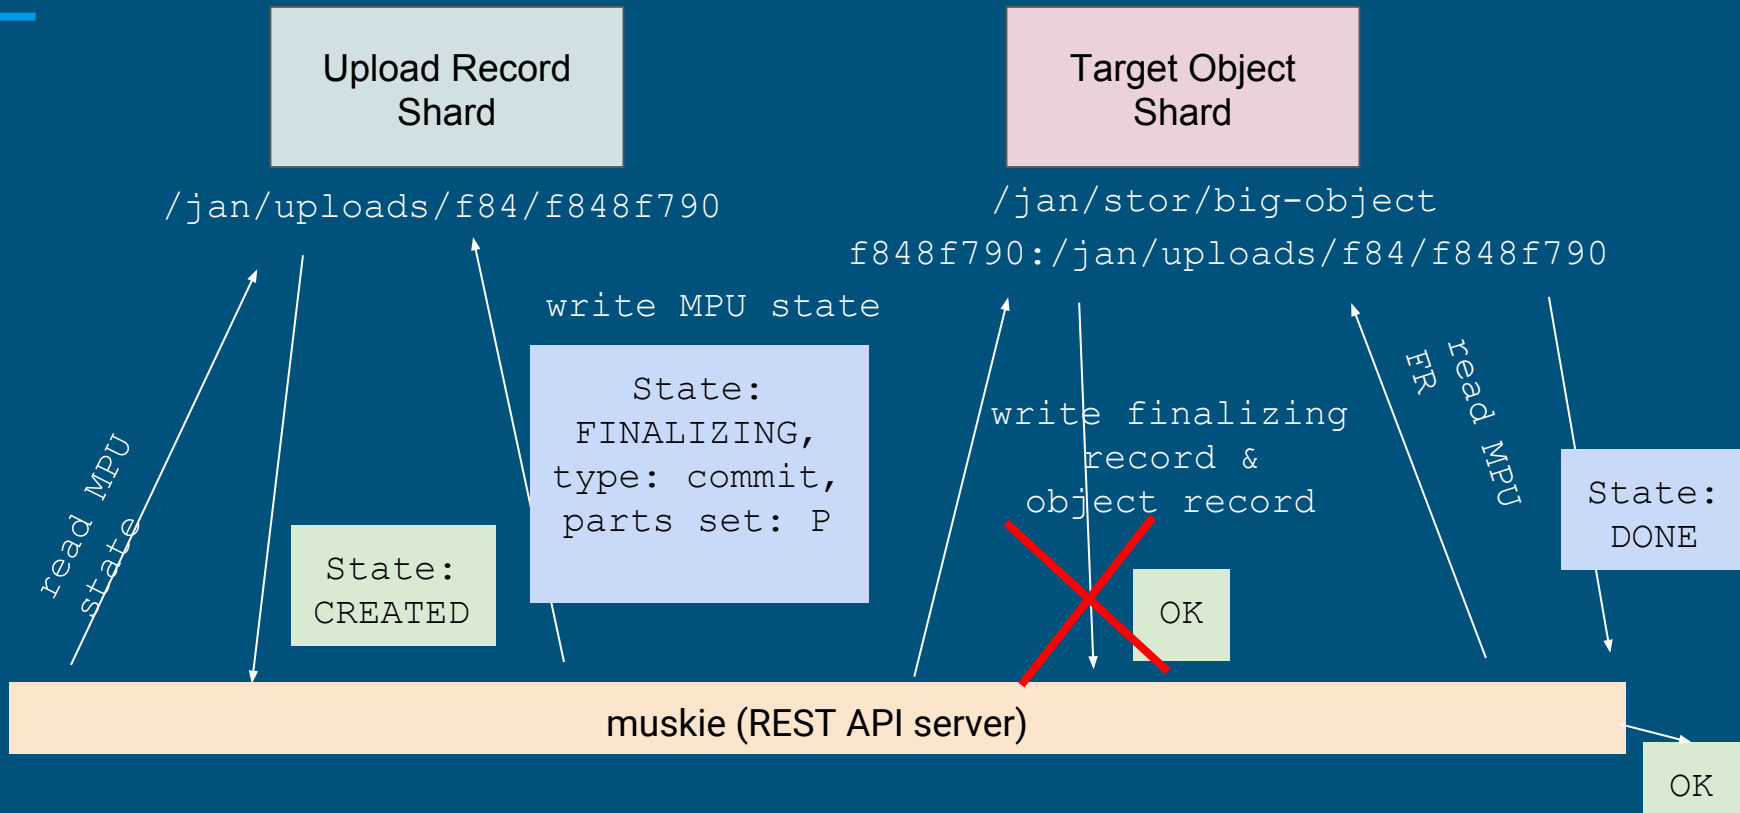 Upload Record
Shard
Target Object
Shard
/jan/uploads/f84/f848f790
/jan/stor/big-object
f848f790:/jan/uploads/f84/f848f790
read MPU
state
State:
CREATED
write MPU state
State:
FINALIZING,
type: commit,
parts set: P
write finalizing
record &
object record
OK
read MPU
FR
State:
DONE
muskie (REST API server)
OK